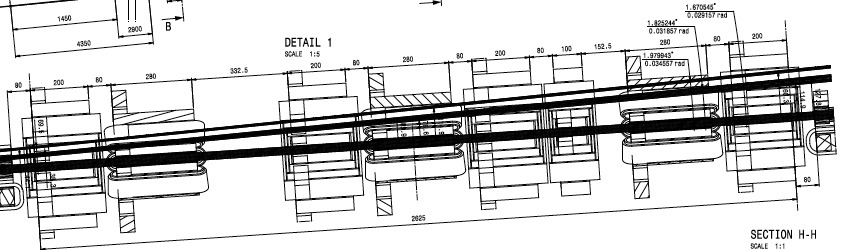 1.670545°
0.029157 rad
1450
2900
B
1.825244°
0.031857 rad
4350
DETAIL 1
SCALE 1:5
1.979943°
0.034557 rad
80 200 80 280 332.5 200 80 280 80 200 80 100 152.5 280 80 200
2625
80
SECTION H-H
SCALE 1:1